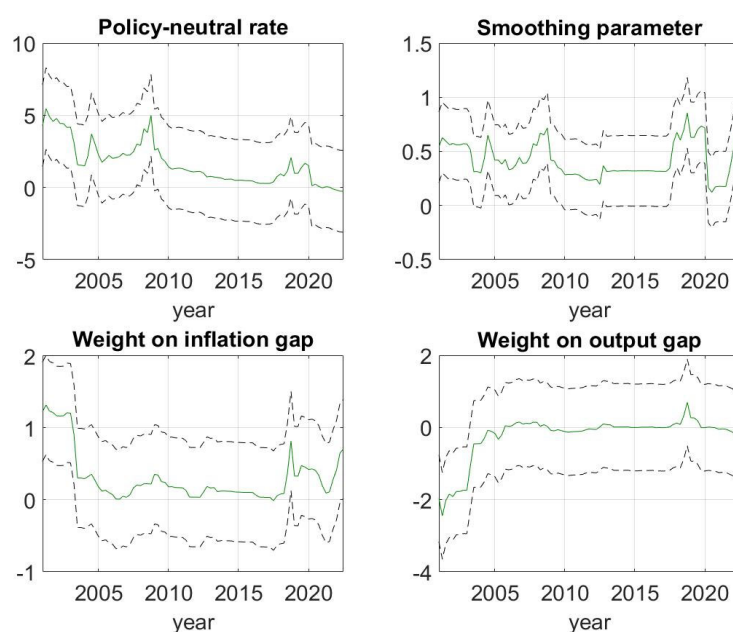 Policy-neutral rate
10
5
0
-5
2005 2010 2015 2020
year
Smoothing parameter
1.5
1
0.5
0
-0.5
2005 2010 2015 2020
year
Weight on inflation gap
2
1
0
-1
2005 2010 2015 2020
year
Weight on output gap
2
0
-2
-4
2005 2010 2015 2020
year